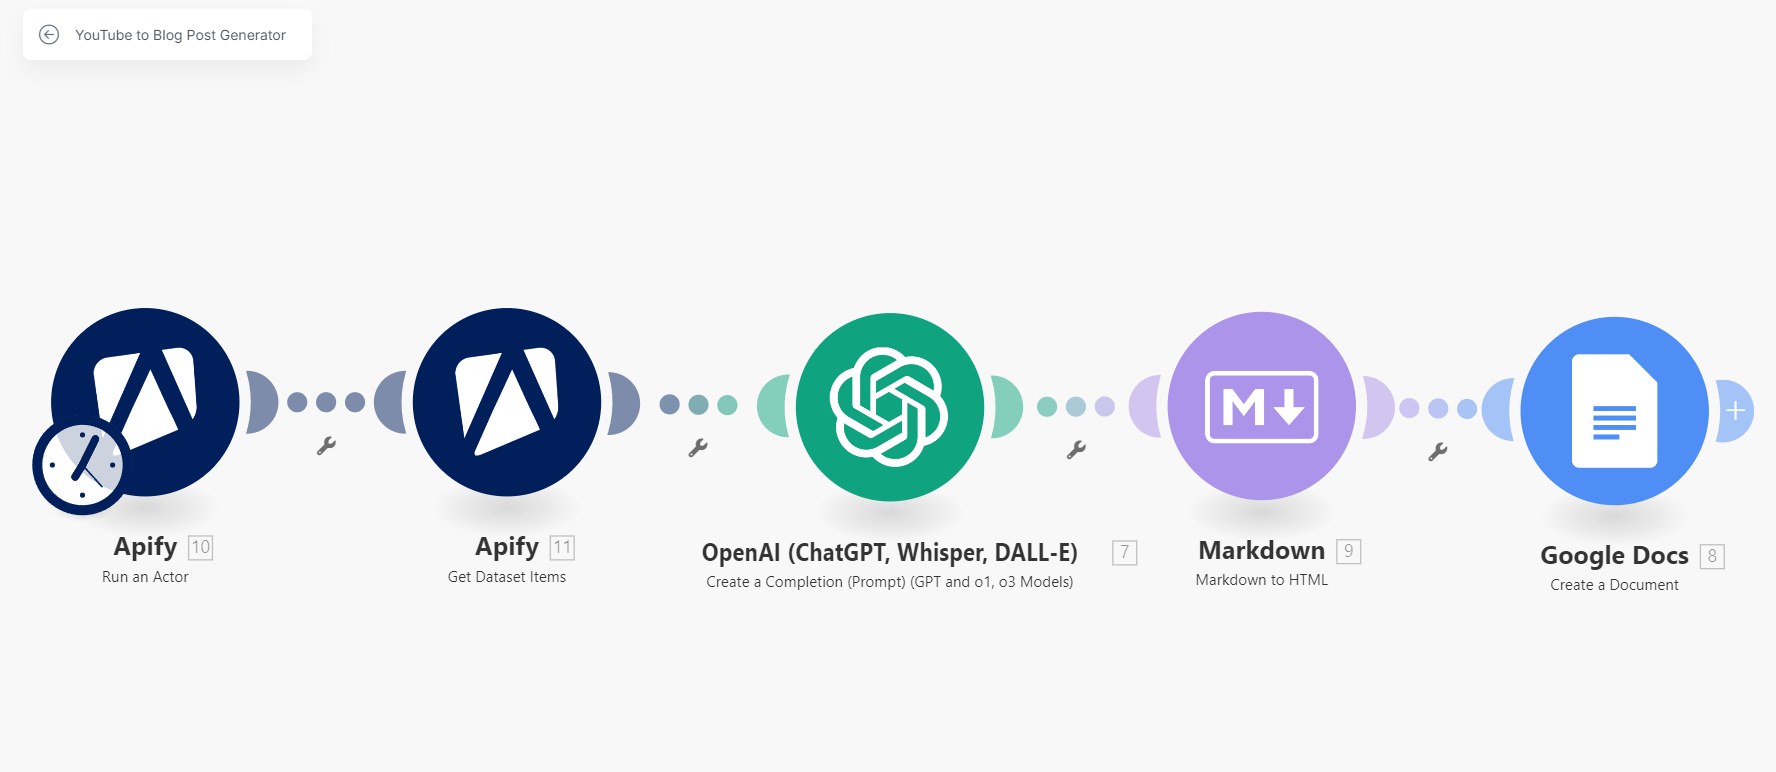 YouTube to Blog Post Generator
Apify 10
Run an Actor
Apify 11
Get Dataset Items
OpenAI (ChatGPT, Whisper, DALL-E) 7
Create a Completion (Prompt) (GPT and o1, o3 Models)
M
Markdown 9
Markdown to HTML
Google Docs 8
Create a Document